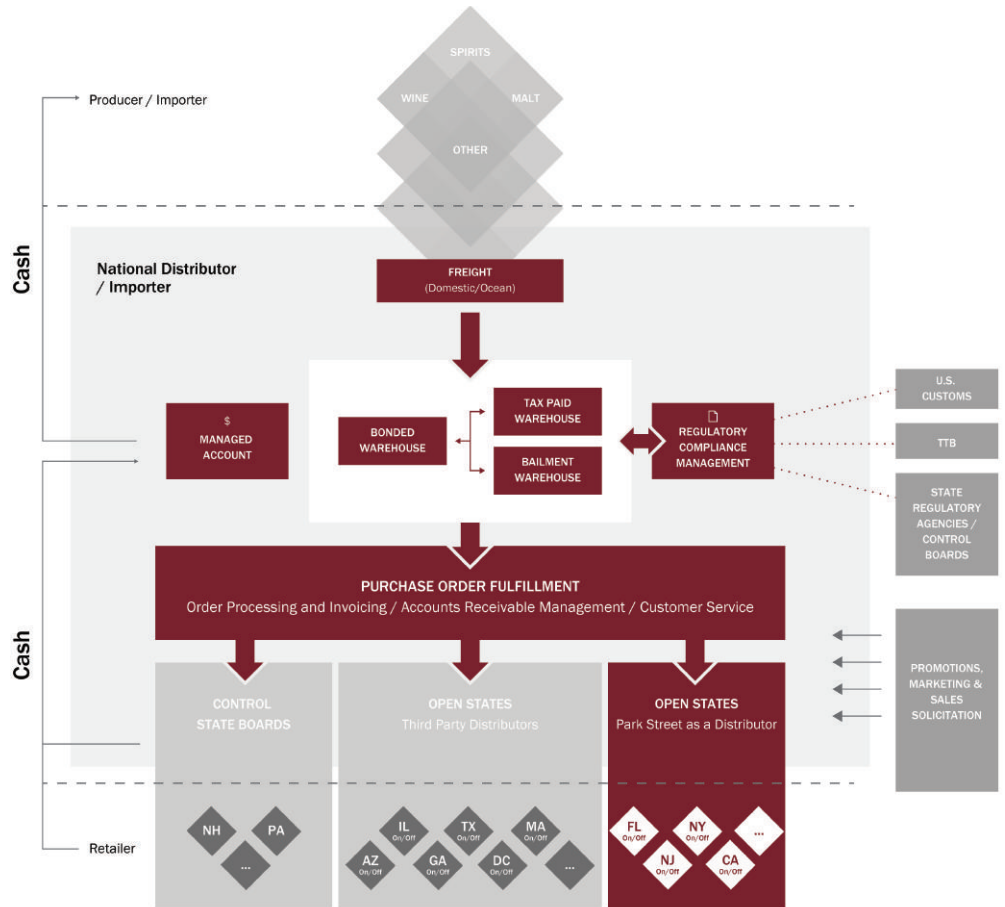 SPIRITS
WINE
MALT
OTHER
Producer / Importer
Cash
National Distributor
/ Importer
FREIGHT
(Domestic/Ocean)
$
MANAGED
ACCOUNT
BONDED
WAREHOUSE
TAX PAID
WAREHOUSE
BAILMENT
WAREHOUSE
REGULATORY
COMPLIANCE
MANAGEMENT
U.S.
CUSTOMS
TTB
STATE
REGULATORY
AGENCIES /
CONTROL
BOARDS
PURCHASE ORDER FULFILLMENT
Order Processing and Invoicing / Accounts Receivable Management / Customer Service
Cash
CONTROL
STATE BOARDS
OPEN STATES
Third Party Distributors
OPEN STATES
Park Street as a Distributor
PROMOTIONS,
MARKETING &
SALES
SOLICITATION
Retailer
NH
PA
...
IL
On/Off
TX
On/Off
MA
On/Off
AZ
On/Off
GA
On/Off
DC
On/Off
...
FL
On/Off
NY
On/Off
...
NJ
On/Off
CA
On/Off